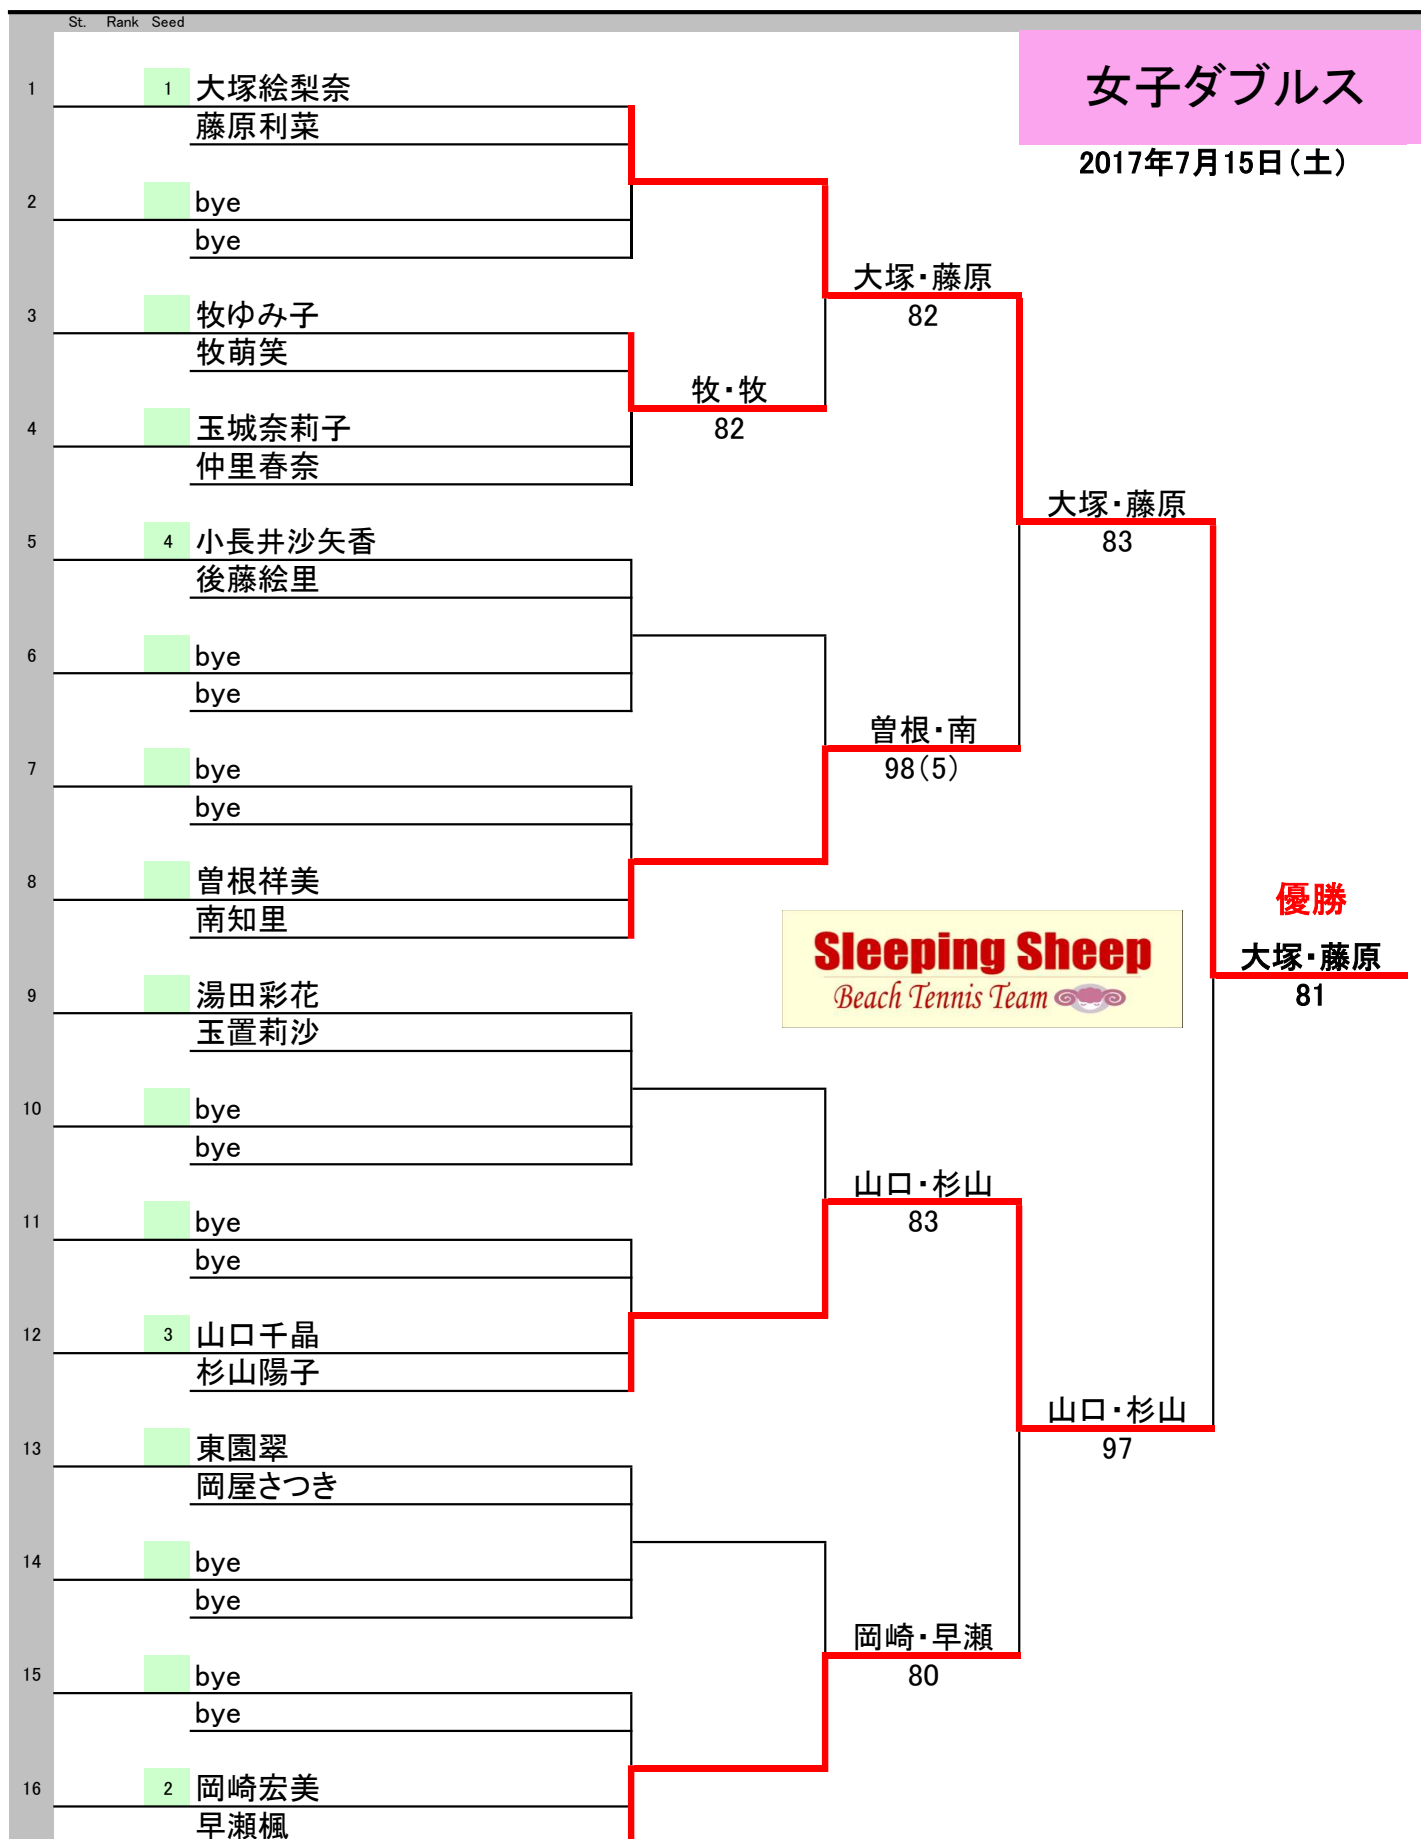 St. Rank Seed
女子ダブルス
2017年7月15日(土)
1 1 大塚絵梨奈
藤原利菜
2 bye
bye
大塚・藤原
82
3 牧ゆみ子
牧萌笑
牧・牧
82
4 玉城奈莉子
仲里春奈
大塚・藤原
83
5 4 小長井沙矢香
後藤絵里
6 bye
bye
曽根・南
98(5)
7 bye
bye
8 曽根祥美
南知里
優勝
大塚・藤原
81
Sleeping Sheep
Beach Tennis Team
9 湯田彩花
玉置莉沙
10 bye
bye
山口・杉山
83
11 bye
bye
12 3 山口千晶
杉山陽子
山口・杉山
97
13 東園翠
岡屋さつき
14 bye
bye
岡崎・早瀬
80
15 bye
bye
16 2 岡崎宏美
早瀬楓